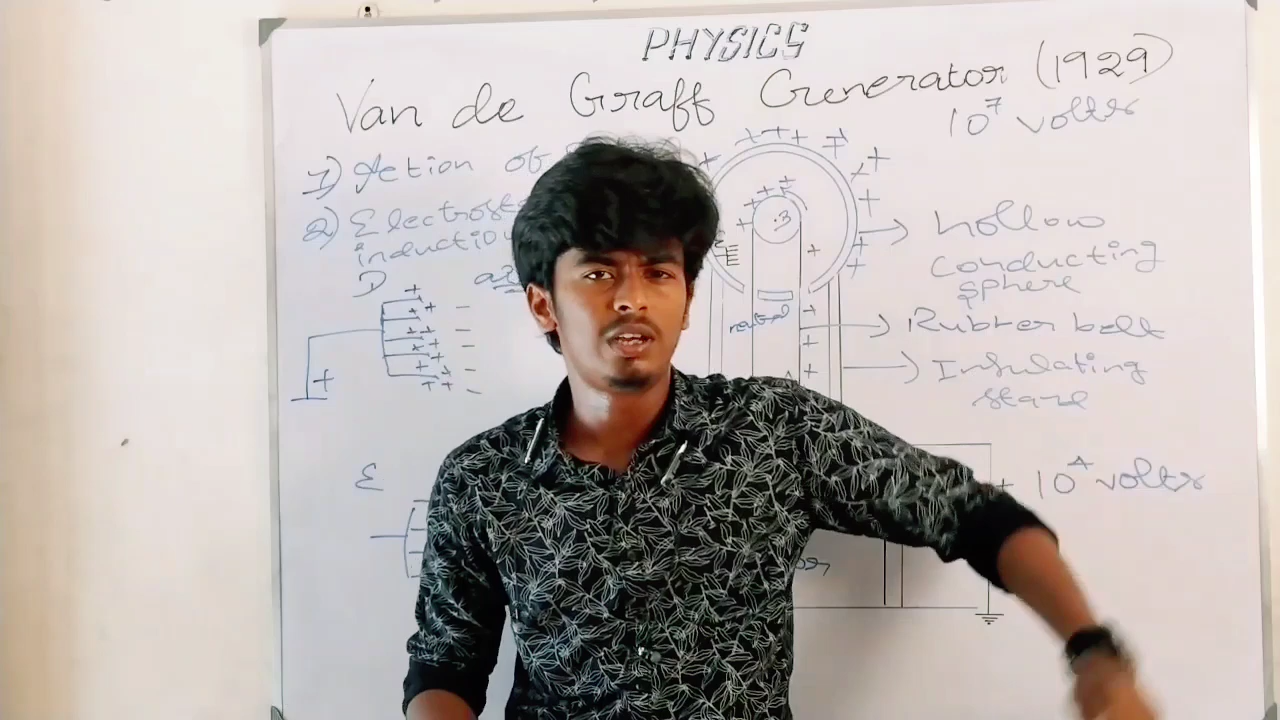 PHYSICS
Van de Graff Generator (1929)
10⁷ volts
1) Action of
2) Electrost
inductio
D
hollow
conducting
sphere
neutral
Rubber belt
Insulating
stand
E
10⁴ volts